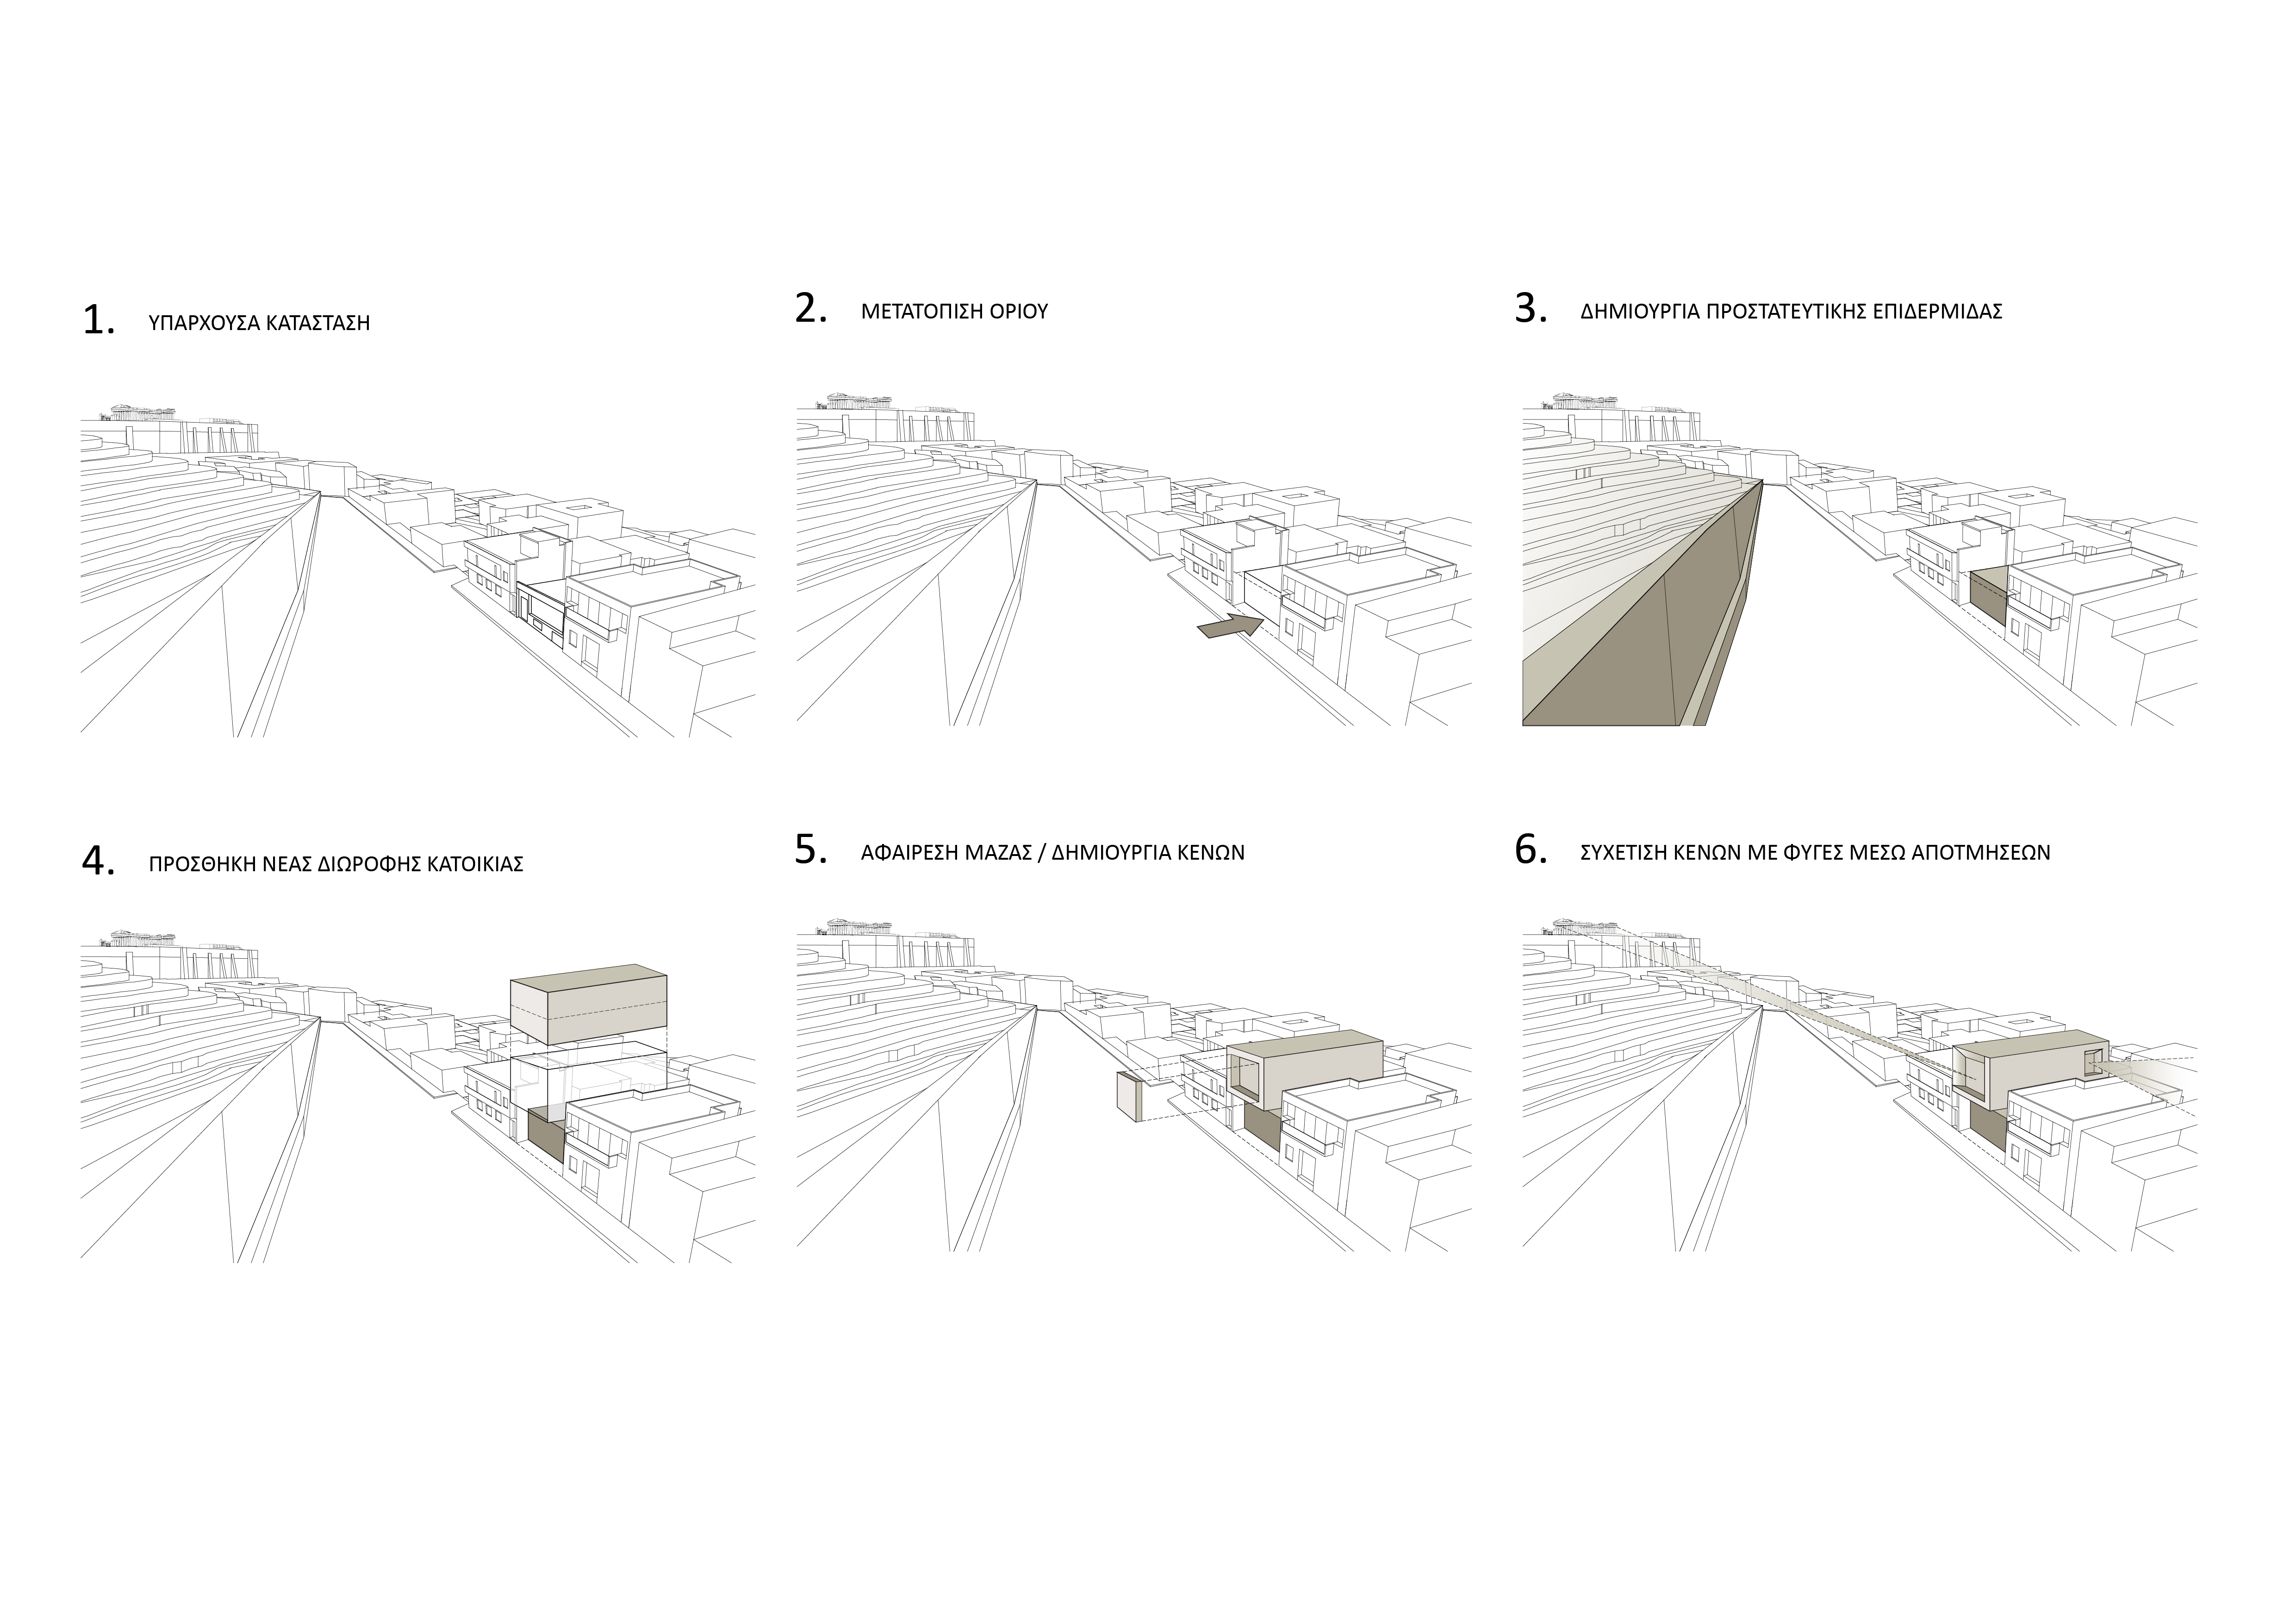 1. ΥΠΑΡΧΟΥΣΑ ΚΑΤΑΣΤΑΣΗ
2. ΜΕΤΑΤΟΠΙΣΗ ΟΡΙΟΥ
3. ΔΗΜΙΟΥΡΓΙΑ ΠΡΟΣΤΑΤΕΥΤΙΚΗΣ ΕΠΙΔΕΡΜΙΔΑΣ
4. ΠΡΟΣΘΗΚΗ ΝΕΑΣ ΔΙΩΡΟΦΗΣ ΚΑΤΟΙΚΙΑΣ
5. ΑΦΑΙΡΕΣΗ ΜΑΖΑΣ / ΔΗΜΙΟΥΡΓΙΑ ΚΕΝΩΝ
6. ΣΥΧΕΤΙΣΗ ΚΕΝΩΝ ΜΕ ΦΥΓΕΣ ΜΕΣΩ ΑΠΟΤΜΗΣΕΩΝ